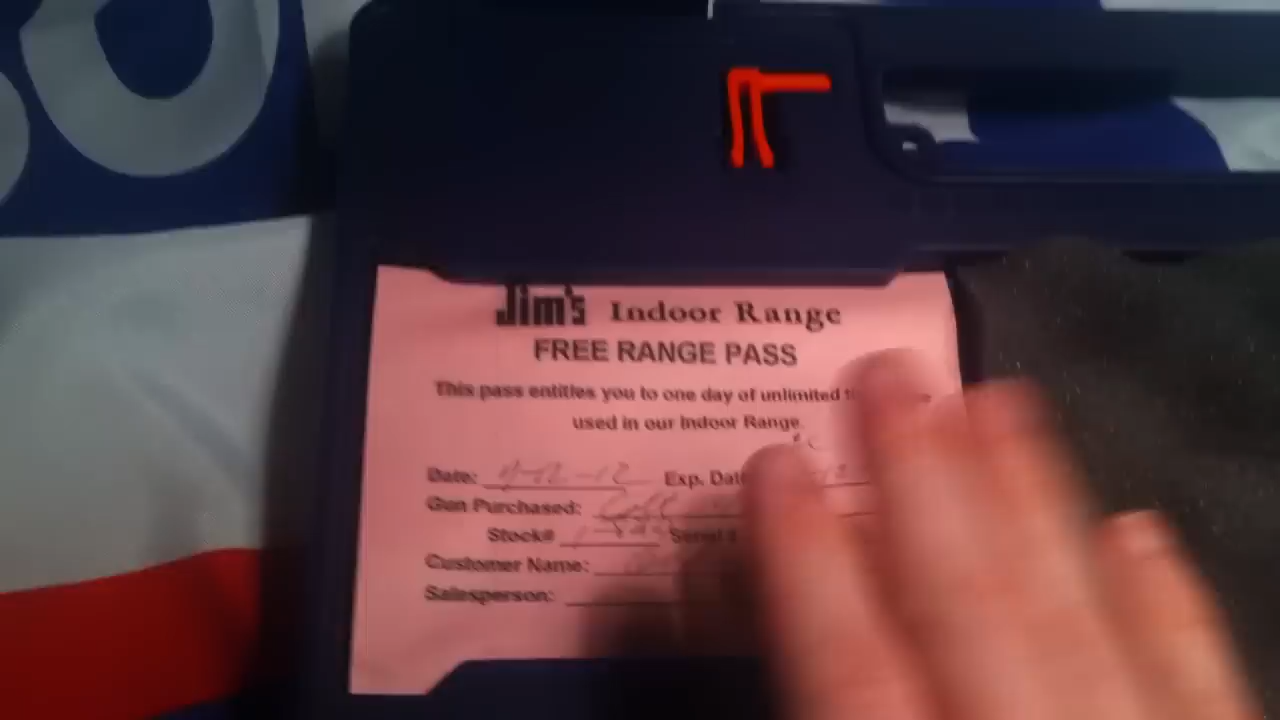 Jim's Indoor Range
FREE RANGE PASS
This pass entitles you to one day of unlimited
used in our Indoor Range.
Date: Exp. Date
Gun Purchased: Colt
Stock# Serial #
Customer Name:
Salesperson: